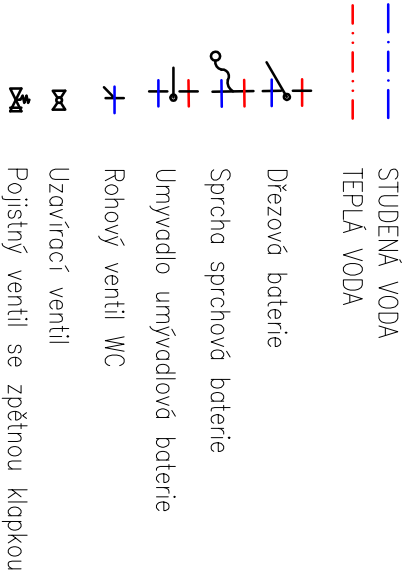 STUDENÁ VODA
TEPLÁ VODA
Dřezová baterie
Sprcha sprchová baterie
Umyvadlo umývadlová baterie
Rohový ventil WC
Uzavírací ventil
Pojistný ventil se zpětnou klapkou